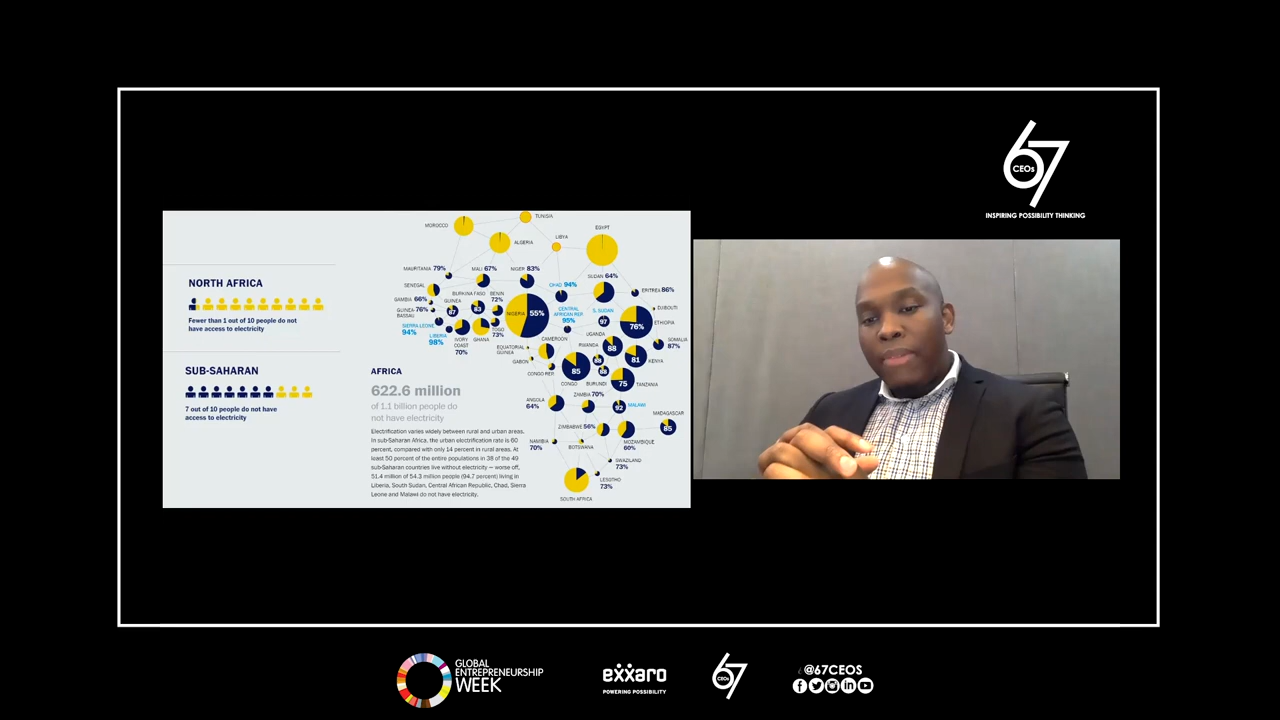 67
CEOs
INSPIRING POSSIBILITY THINKING
NORTH AFRICA
Fewer than 1 out of 10 people do not
have access to electricity
SUB-SAHARAN
7 out of 10 people do not have
access to electricity
AFRICA
622.6 million
of 1.1 billion people do
not have electricity
Electrification varies widely between rural and urban areas.
In sub-Saharan Africa, the urban electrification rate is 60
percent, compared with only 14 percent in rural areas. At
least 50 percent of the entire populations in 38 of the 49
sub-Saharan countries live without electricity — worse off,
51.4 million of 54.3 million people (94.7 percent) living in
Liberia, South Sudan, Central African Republic, Chad, Sierra
Leone and Malawi do not have electricity.
TUNISIA
MOROCCO
ALGERIA
LIBYA
EGYPT
MAURITANIA 79%
MALI 67%
NIGER 83%
CHAD 94%
SUDAN 64%
ERITREA 86%
SENEGAL
GAMBIA 66%
GUINEA-
BASSAU
76%
GUINEA
87
BURKINA FASO
83
BENIN
72%
NIGERIA 55%
CENTRAL
AFRICAN REP
95%
S. SUDAN
97
DJIBOUTI
ETHIOPIA
76%
SIERRA LEONE
94%
LIBERIA
98%
IVORY
COAST
70%
GHANA
TOGO
73%
CAMEROON
EQUATORIAL
GUINEA
GABON
CONGO REP
CONGO
85
UGANDA
88
RWANDA
BURUNDI
KENYA
81
SOMALIA
87%
TANZANIA
75
ANGOLA
64%
ZAMBIA 70%
MALAWI
92
MADAGASCAR
85
ZIMBABWE 56%
MOZAMBIQUE
60%
NAMIBIA
70%
BOTSWANA
SWAZILAND
73%
LESOTHO
73%
SOUTH AFRICA
GLOBAL
ENTREPRENEURSHIP
WEEK
exxaro
POWERING POSSIBILITY
67
CEOs
@67CEOS